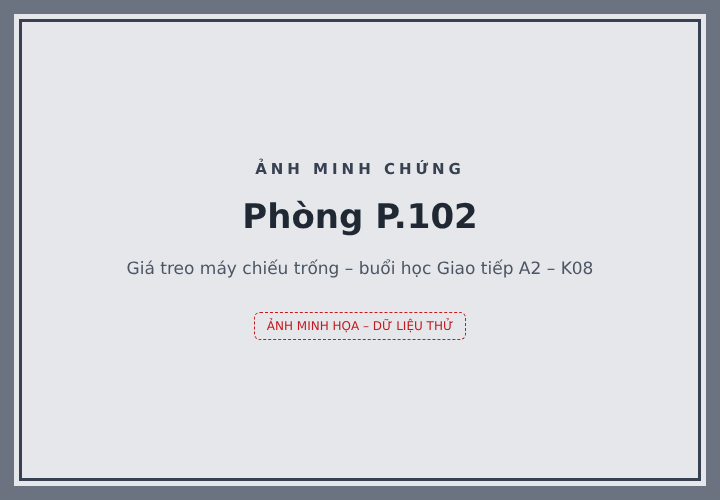 ẢNH MINH CHỨNG
Phòng P.102
Giá treo máy chiếu trống – buổi học Giao tiếp A2 – K08
ẢNH MINH HỌA – DỮ LIỆU THỬ